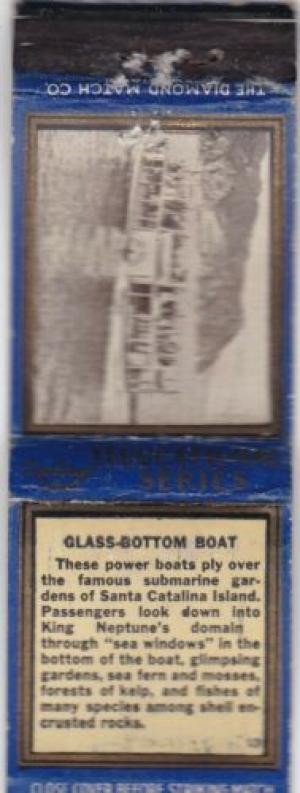 THE DIAMOND MATCH CO.
EDUCATIONAL
SERIES
GLASS-BOTTOM BOAT
These power boats ply over
the famous submarine gar-
dens of Santa Catalina Island.
Passengers look down into
King Neptune's domain
through "sea windows" in the
bottom of the boat, glimpsing
gardens, sea fern and mosses,
forests of kelp, and fishes of
many species among shell en-
crusted rocks.
CLOSE COVER BEFORE STRIKING MATCH